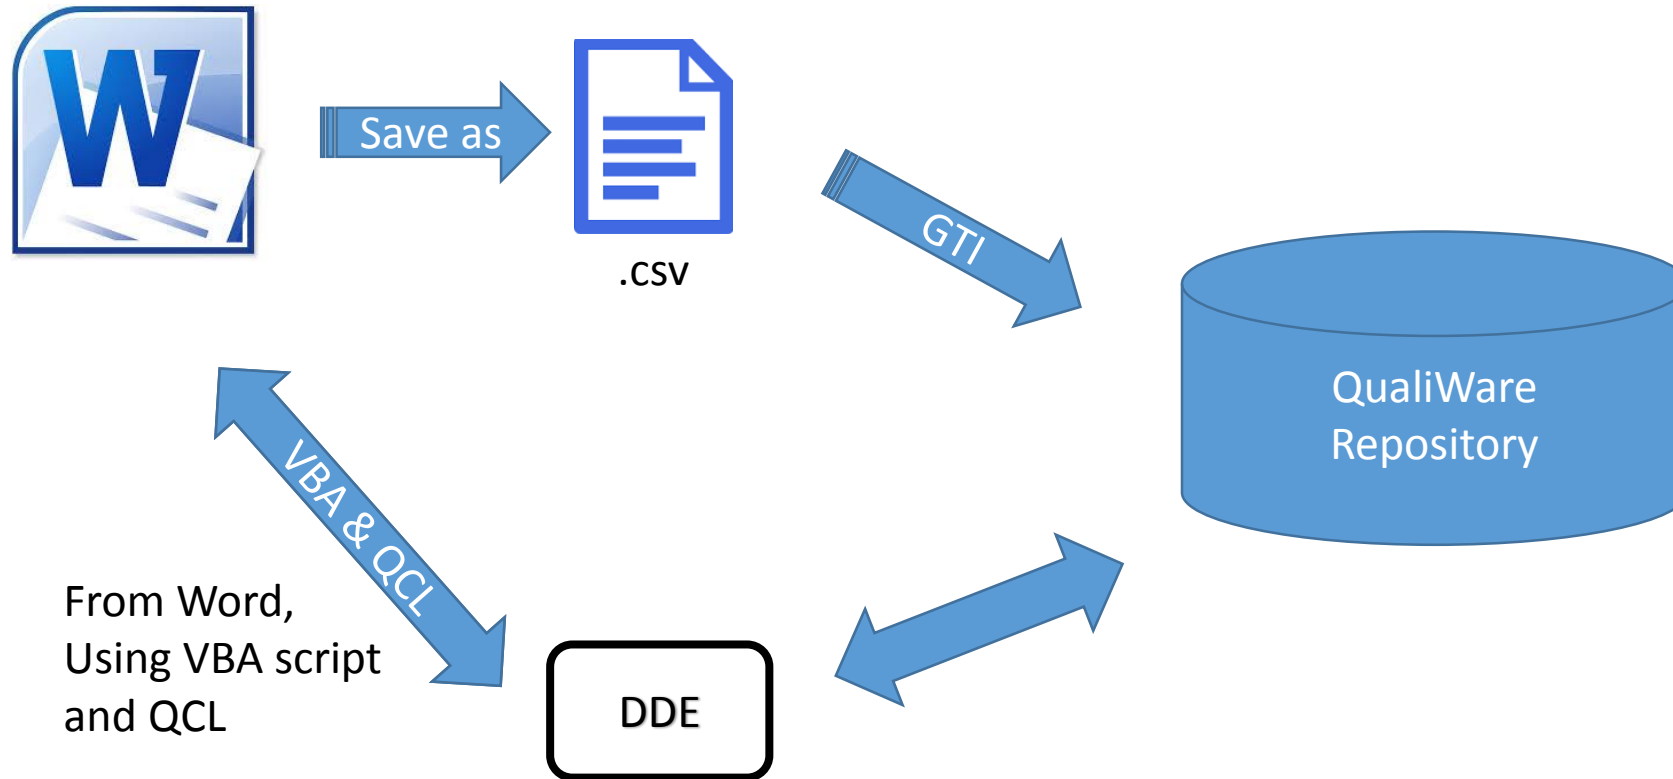 W
Save as
.csv
GTI
QualiWare
Repository
VBA & QCL
From Word,
Using VBA script
and QCL
DDE